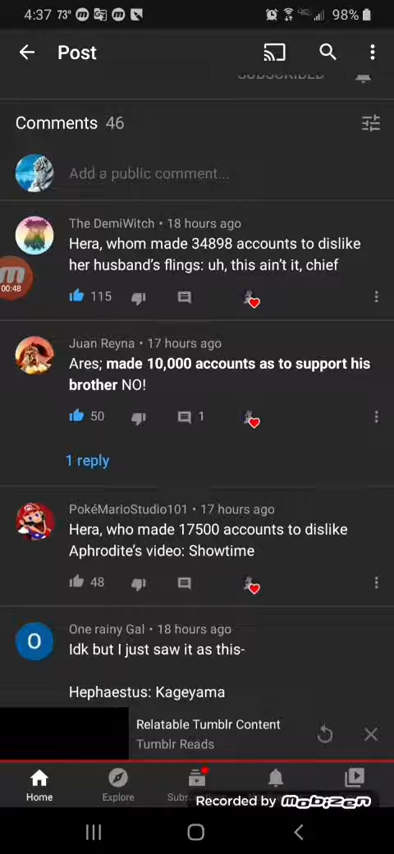 4:37 73° 98%
Post
SUBSCRIBED
Comments 46
Add a public comment...
The DemiWitch • 18 hours ago
Hera, whom made 34898 accounts to dislike
her husband's flings: uh, this ain't it, chief
00:48
115
Juan Reyna • 17 hours ago
Ares; made 10,000 accounts as to support his
brother NO!
50 1
1 reply
PokéMarioStudio101 • 17 hours ago
Hera, who made 17500 accounts to dislike
Aphrodite's video: Showtime
48
One rainy Gal • 18 hours ago
O
Idk but I just saw it as this-
Hephaestus: Kageyama
Relatable Tumblr Content
Tumblr Reads
Home Explore Subs
Recorded by mobizen